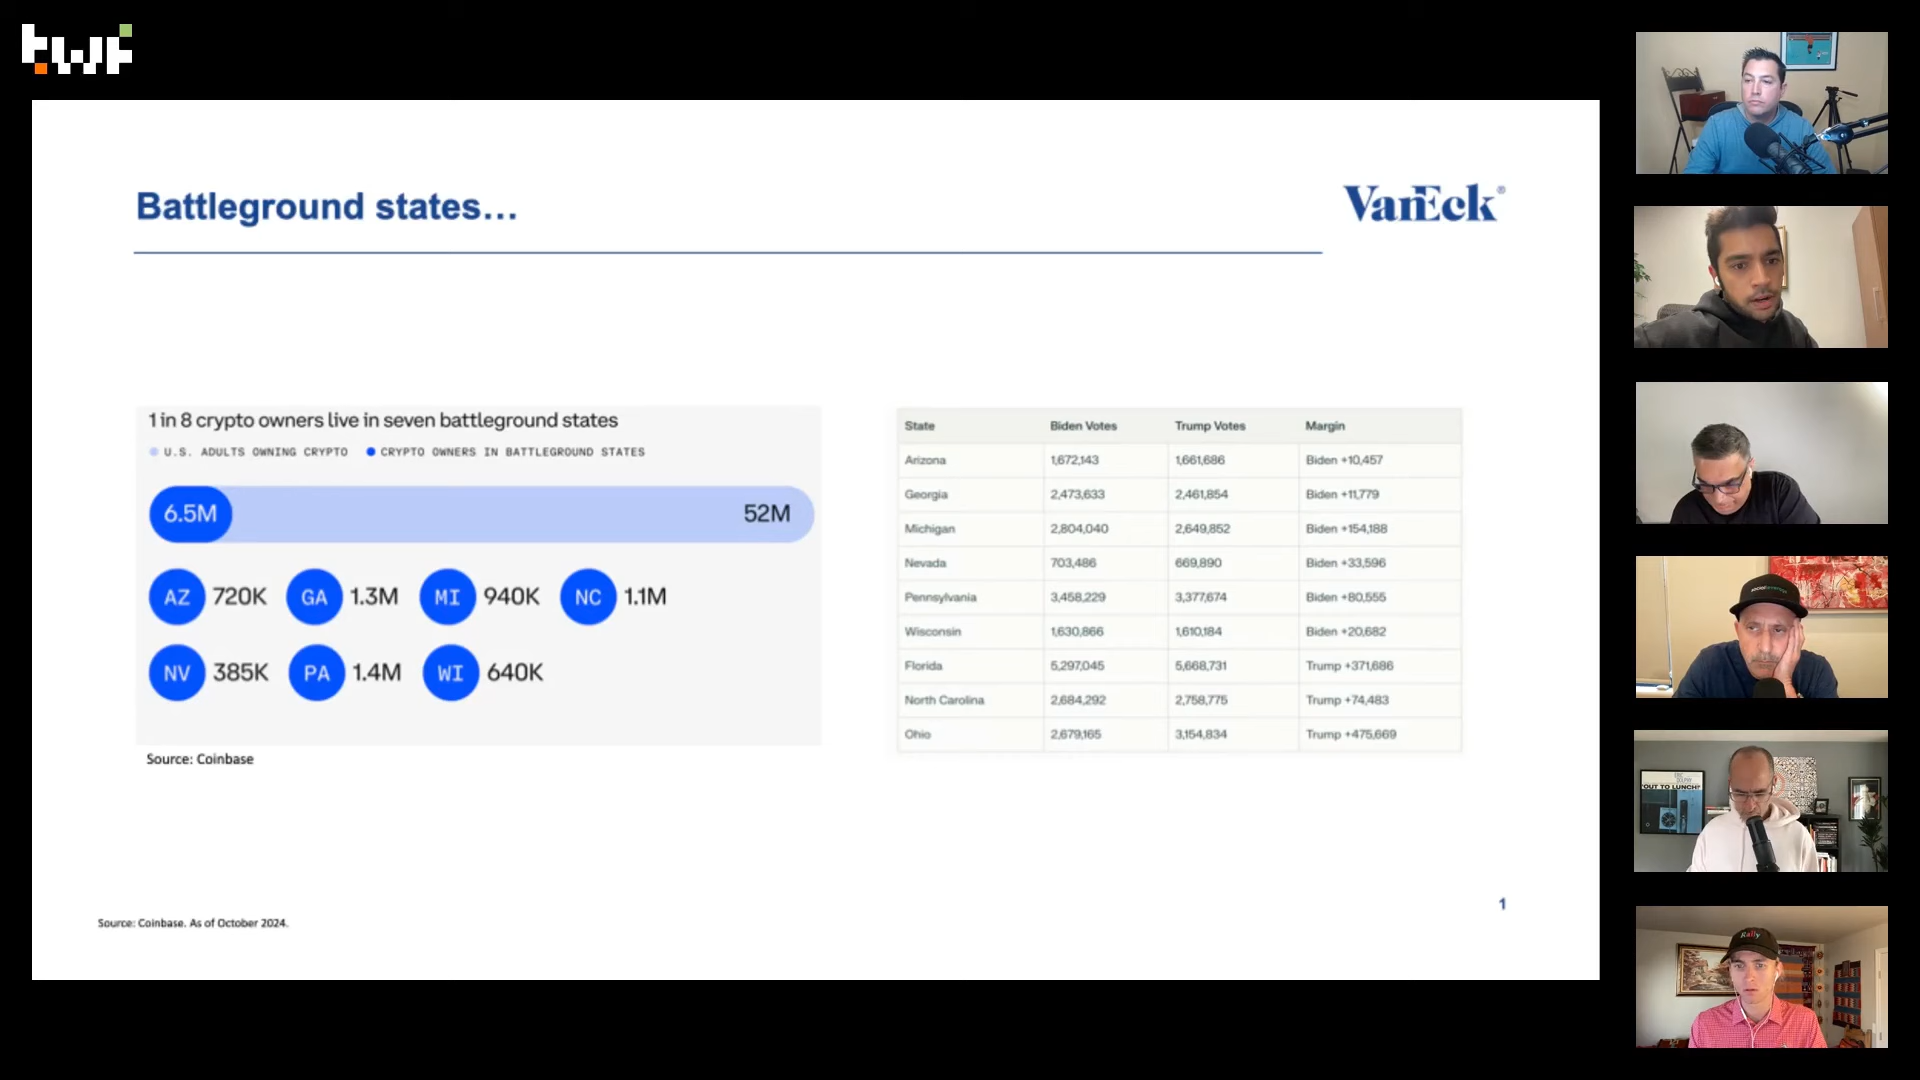 twif
Battleground states…
VanEck®
1 in 8 crypto owners live in seven battleground states
U.S. ADULTS OWNING CRYPTO CRYPTO OWNERS IN BATTLEGROUND STATES
6.5M 52M
AZ 720K GA 1.3M MI 940K NC 1.1M
NV 385K PA 1.4M WI 640K
Source: Coinbase
State Biden Votes Trump Votes Margin
Arizona 1,672,143 1,661,686 Biden +10,457
Georgia 2,473,633 2,461,854 Biden +11,779
Michigan 2,804,040 2,649,852 Biden +154,188
Nevada 703,486 669,890 Biden +33,596
Pennsylvania 3,458,229 3,377,674 Biden +80,555
Wisconsin 1,630,866 1,610,184 Biden +20,682
Florida 5,297,045 5,668,731 Trump +371,686
North Carolina 2,684,292 2,758,775 Trump +74,483
Ohio 2,679,165 3,154,834 Trump +475,669
1
Source: Coinbase. As of October 2024.
OUT TO LUNCH!
Rally